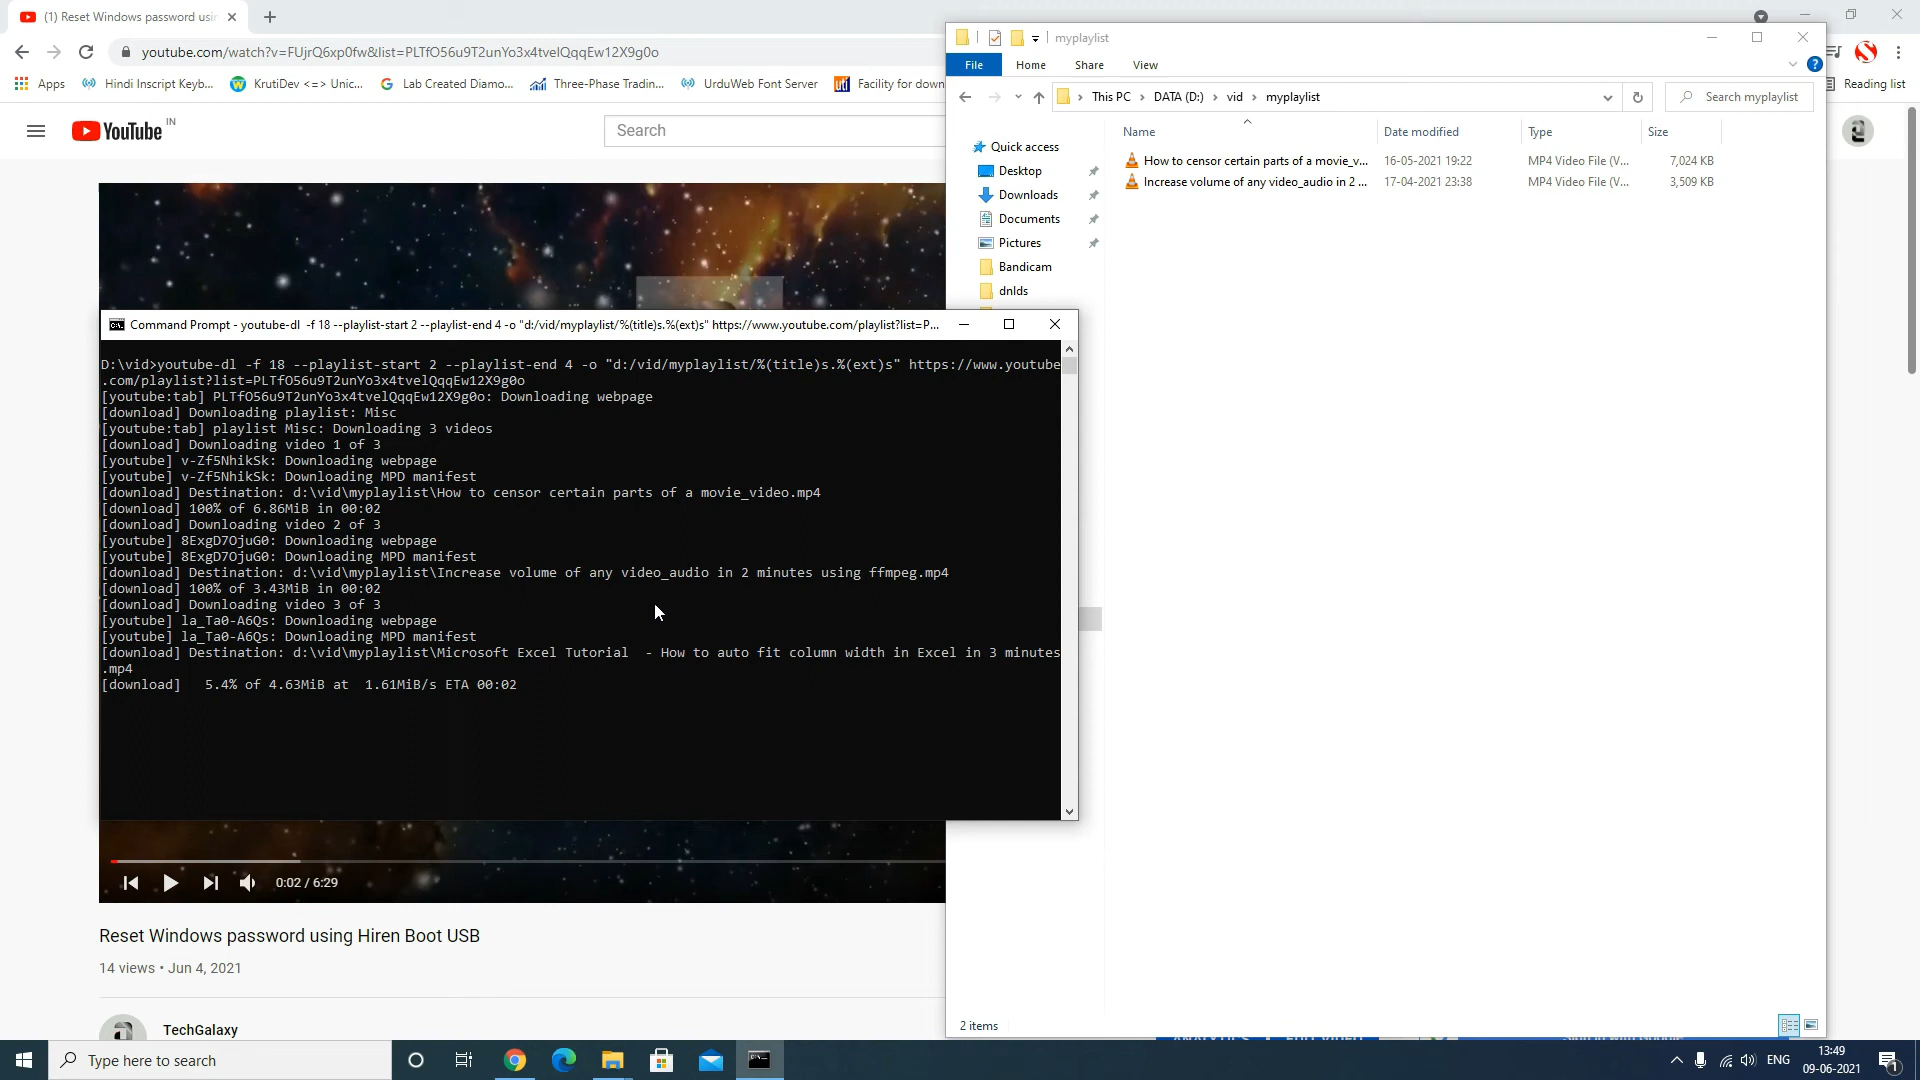 (1) Reset Windows password usin
youtube.com/watch?v=FUjrQ6xp0fw&list=PLTfO56u9T2unYo3x4tvelQqqEw12X9g0o
Apps
Hindi Inscript Keyb...
KrutiDev <=> Unic...
Lab Created Diamo...
Three-Phase Tradin...
UrduWeb Font Server
Facility for down
Reading list
YouTube IN
Search
myplaylist
File
Home
Share
View
This PC
DATA (D:)
vid
myplaylist
Search myplaylist
Name
Date modified
Type
Size
How to censor certain parts of a movie_v...
16-05-2021 19:22
MP4 Video File (V...
7,024 KB
Increase volume of any video_audio in 2 ...
17-04-2021 23:38
MP4 Video File (V...
3,509 KB
Quick access
Desktop
Downloads
Documents
Pictures
Bandicam
dnlds
Command Prompt - youtube-dl -f 18 --playlist-start 2 --playlist-end 4 -o "d:/vid/myplaylist/%(title)s.%(ext)s" https://www.youtube.com/playlist?list=P...
D:\vid>youtube-dl -f 18 --playlist-start 2 --playlist-end 4 -o "d:/vid/myplaylist/%(title)s.%(ext)s" https://www.youtube
.com/playlist?list=PLTfO56u9T2unYo3x4tvelQqqEw12X9g0o
[youtube:tab] PLTfO56u9T2unYo3x4tvelQqqEw12X9g0o: Downloading webpage
[download] Downloading playlist: Misc
[youtube:tab] playlist Misc: Downloading 3 videos
[download] Downloading video 1 of 3
[youtube] v-Zf5NhikSk: Downloading webpage
[youtube] v-Zf5NhikSk: Downloading MPD manifest
[download] Destination: d:\vid\myplaylist\How to censor certain parts of a movie_video.mp4
[download] 100% of 6.86MiB in 00:02
[download] Downloading video 2 of 3
[youtube] 8ExgD7OjuG0: Downloading webpage
[youtube] 8ExgD7OjuG0: Downloading MPD manifest
[download] Destination: d:\vid\myplaylist\Increase volume of any video_audio in 2 minutes using ffmpeg.mp4
[download] 100% of 3.43MiB in 00:02
[download] Downloading video 3 of 3
[youtube] la_Ta0-A6Qs: Downloading webpage
[youtube] la_Ta0-A6Qs: Downloading MPD manifest
[download] Destination: d:\vid\myplaylist\Microsoft Excel Tutorial  - How to auto fit column width in Excel in 3 minutes
.mp4
[download]   5.4% of 4.63MiB at  1.61MiB/s ETA 00:02
0:02 / 6:29
Reset Windows password using Hiren Boot USB
14 views • Jun 4, 2021
TechGalaxy
2 items
Type here to search
ENG
13:49
09-06-2021
1